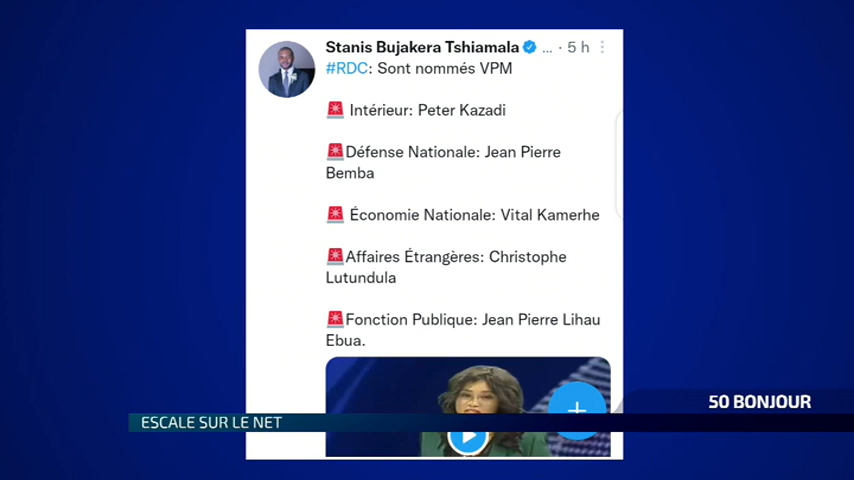 Stanis Bujakera Tshiamala ... · 5 h
#RDC: Sont nommés VPM
Intérieur: Peter Kazadi
Défense Nationale: Jean Pierre
Bemba
Économie Nationale: Vital Kamerhe
Affaires Étrangères: Christophe
Lutundula
Fonction Publique: Jean Pierre Lihau
Ebua.
50 BONJOUR
ESCALE SUR LE NET